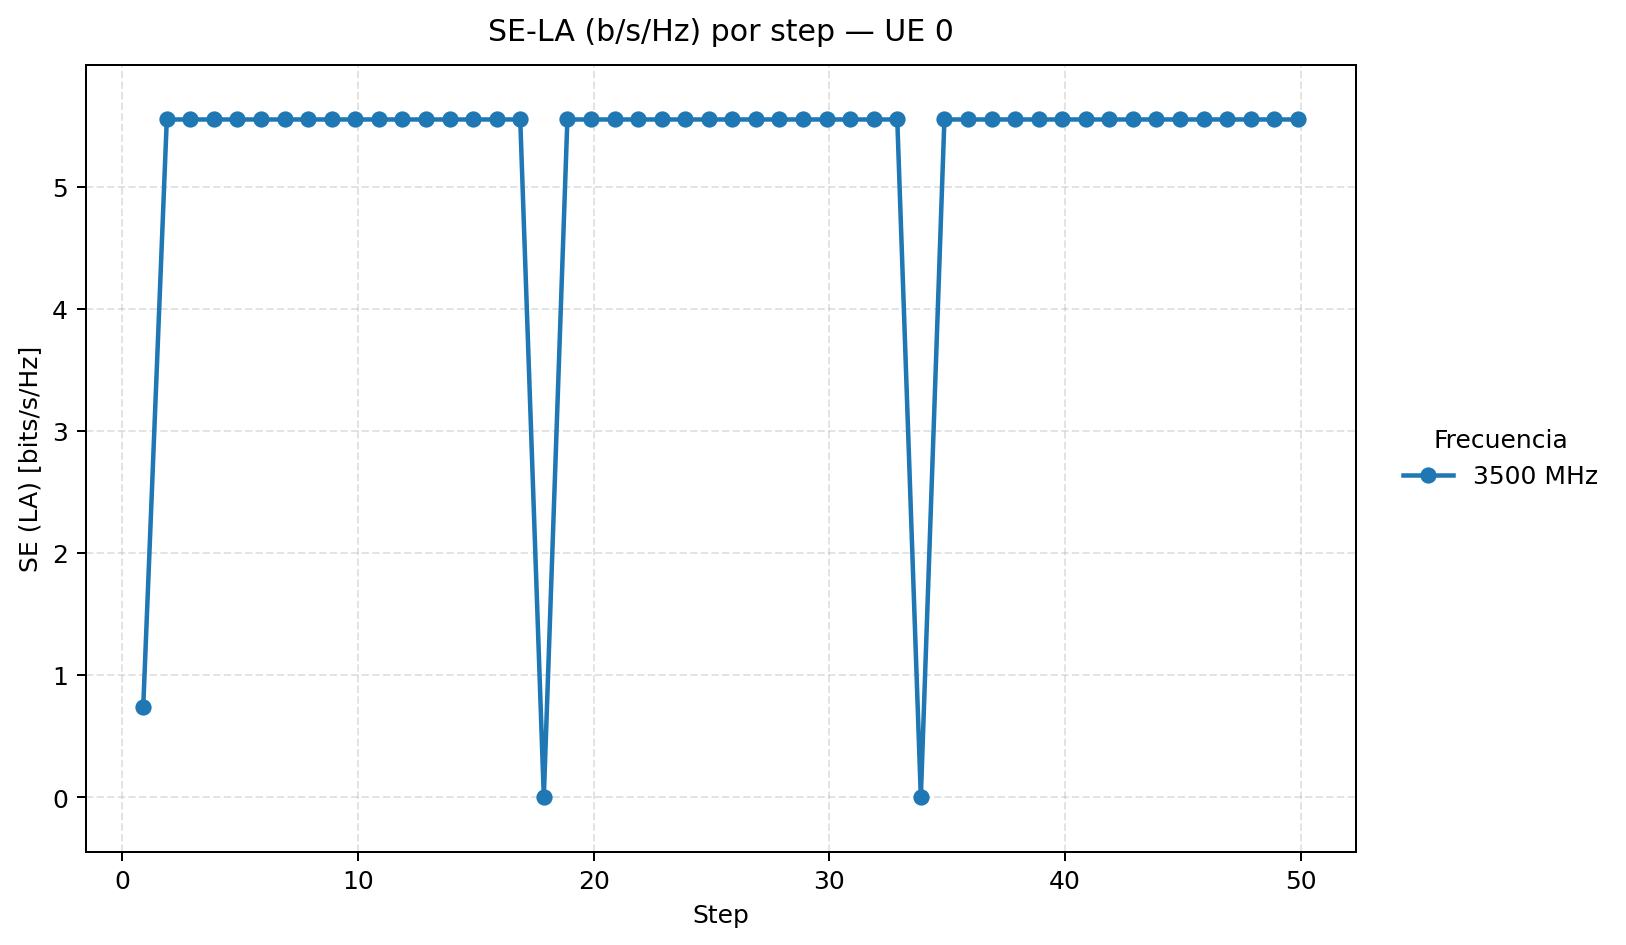 SE-LA (b/s/Hz) por step — UE 0
SE (LA) [bits/s/Hz]
5
4
3
2
1
0
0 10 20 30 40 50
Step
Frecuencia
3500 MHz